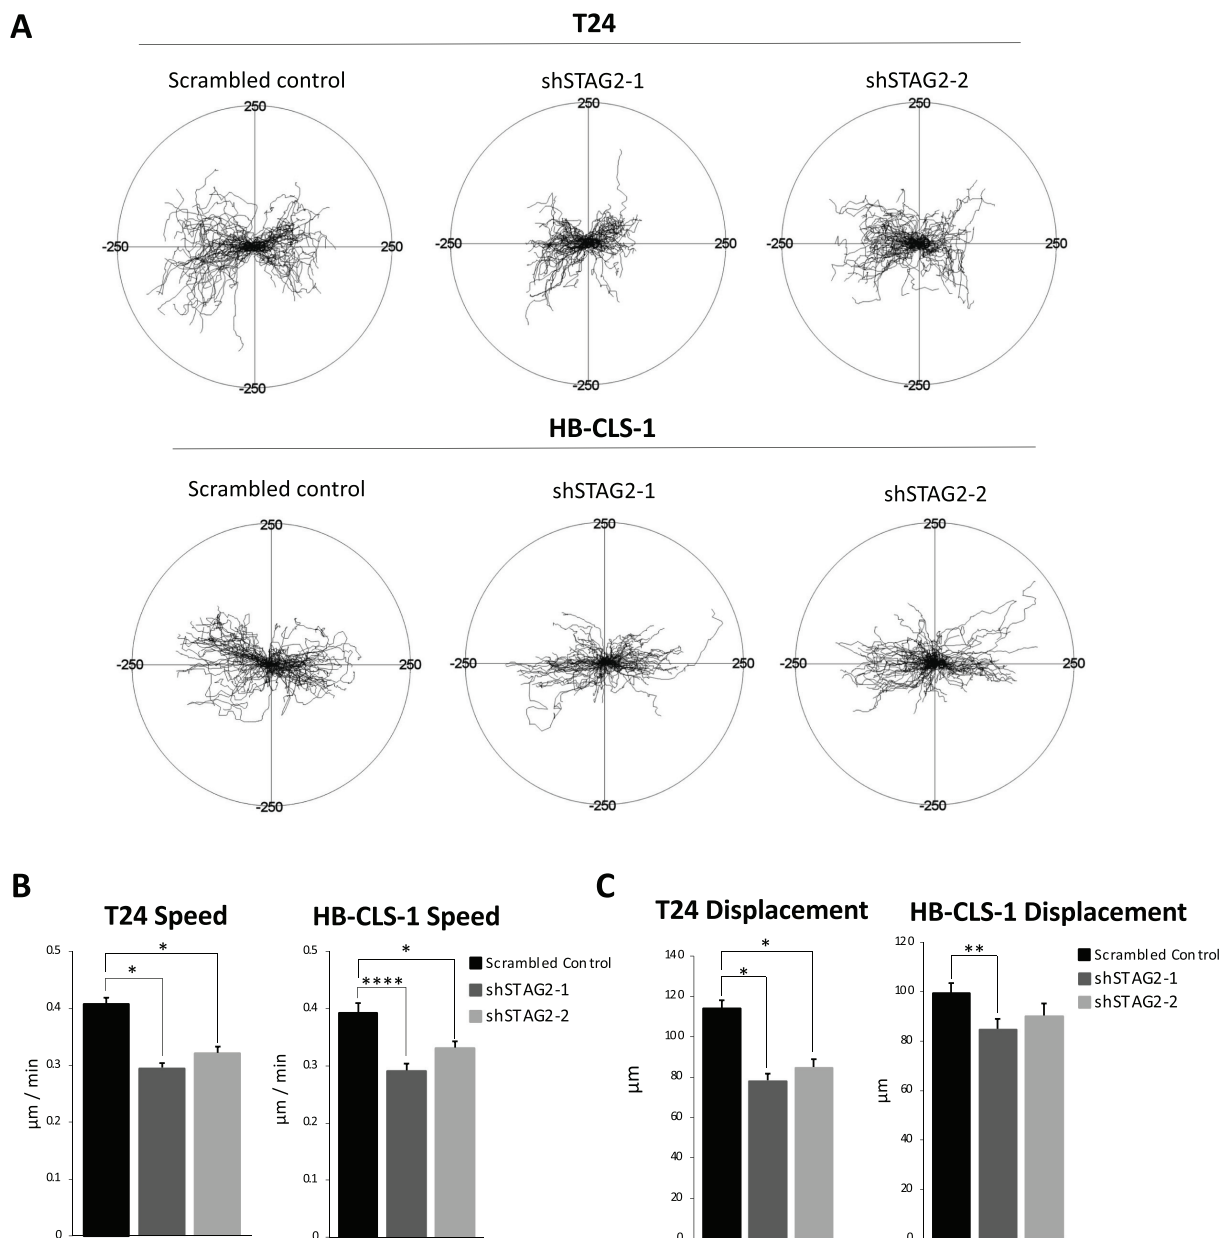 A
T24
Scrambled control
shSTAG2-1
shSTAG2-2
250
250
250
-250
250
-250
250
-250
250
-250
-250
-250
HB-CLS-1
Scrambled control
shSTAG2-1
shSTAG2-2
250
250
250
-250
250
-250
250
-250
250
-250
-250
-250
B
T24 Speed
0.5
0.4
0.3
0.2
0.1
0
µm / min
*
*
HB-CLS-1 Speed
0.5
0.4
0.3
0.2
0.1
0
µm / min
*
****
Scrambled Control
shSTAG2-1
shSTAG2-2
C
T24 Displacement
140
120
100
80
60
40
20
0
µm
*
*
HB-CLS-1 Displacement
120
100
80
60
40
20
0
µm
**
Scrambled Control
shSTAG2-1
shSTAG2-2